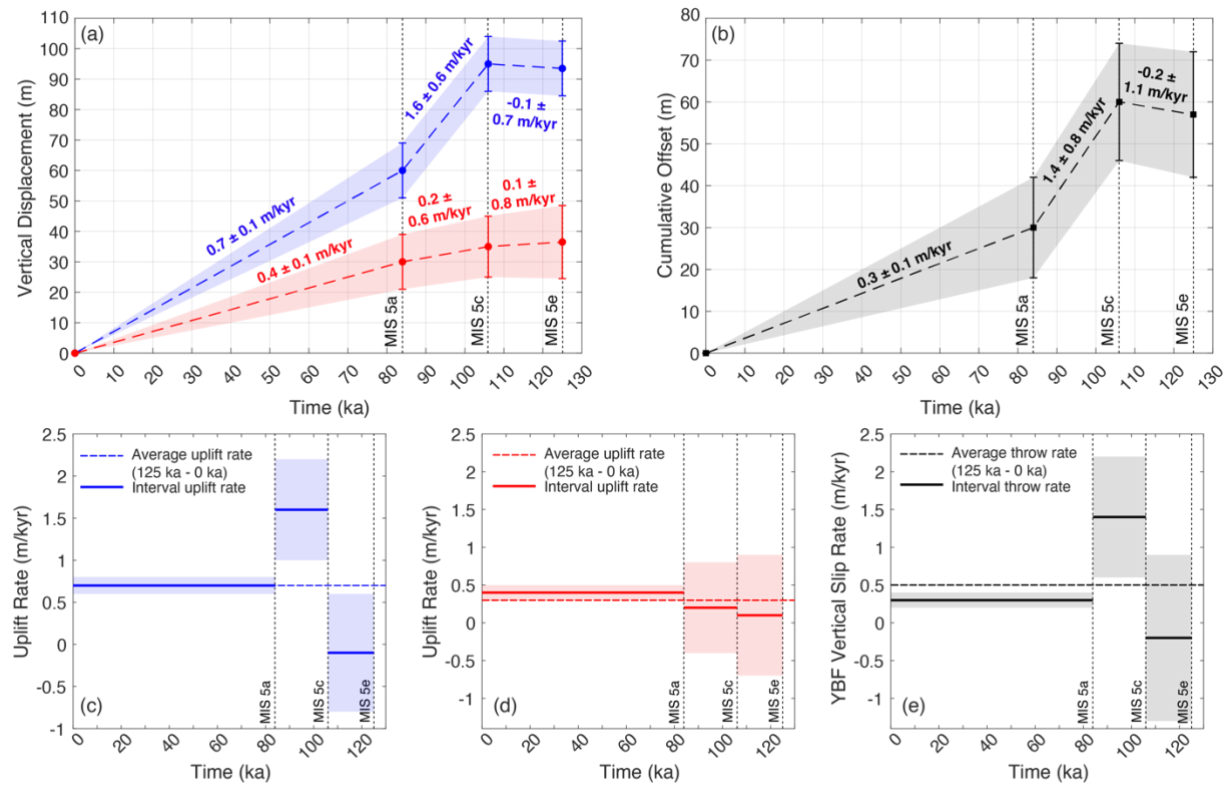 (a)
Vertical Displacement (m)
110
100
90
80
70
60
50
40
30
20
10
0
0.7 ± 0.1 m/kyr
1.6 ± 0.6 m/kyr
-0.1 ±
0.7 m/kyr
0.4 ± 0.1 m/kyr
0.2 ±
0.6 m/kyr
0.1 ±
0.8 m/kyr
MIS 5a
MIS 5c
MIS 5e
0 10 20 30 40 50 60 70 80 90 100 110 120 130
Time (ka)
(b)
Cumulative Offset (m)
80
70
60
50
40
30
20
10
0
0.3 ± 0.1 m/kyr
1.4 ± 0.8 m/kyr
-0.2 ±
1.1 m/kyr
MIS 5a
MIS 5c
MIS 5e
0 10 20 30 40 50 60 70 80 90 100 110 120 130
Time (ka)
Uplift Rate (m/kyr)
2.5
2
1.5
1
0.5
0
-0.5
-1
Average uplift rate
(125 ka - 0 ka)
Interval uplift rate
(c)
MIS 5a
MIS 5c
MIS 5e
0 20 40 60 80 100 120
Time (ka)
Uplift Rate (m/kyr)
2.5
2
1.5
1
0.5
0
-0.5
-1
Average uplift rate
(125 ka - 0 ka)
Interval uplift rate
(d)
MIS 5a
MIS 5c
MIS 5e
0 20 40 60 80 100 120
Time (ka)
YBF Vertical Slip Rate (m/kyr)
2.5
2
1.5
1
0.5
0
-0.5
-1
Average throw rate
(125 ka - 0 ka)
Interval throw rate
(e)
MIS 5a
MIS 5c
MIS 5e
0 20 40 60 80 100 120
Time (ka)